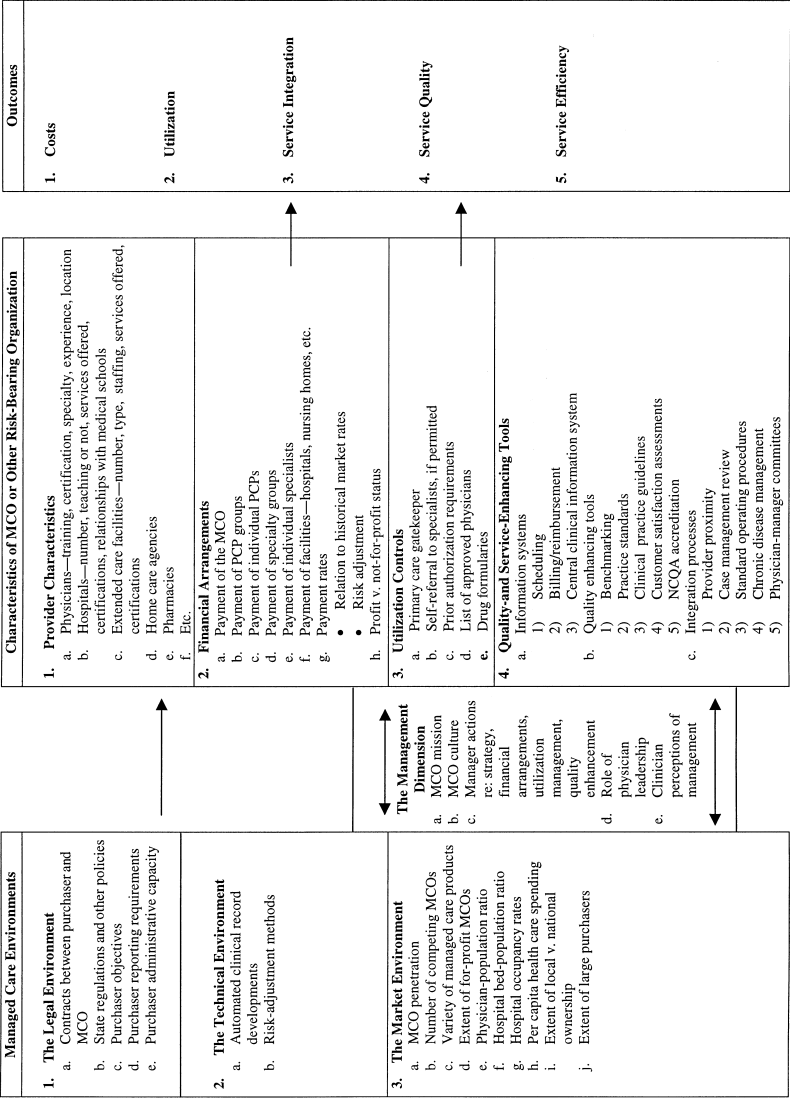 Managed Care Environments
1. The Legal Environment
a. Contracts between purchaser and
MCO
b. State regulations and other policies
c. Purchaser objectives
d. Purchaser reporting requirements
e. Purchaser administrative capacity
2. The Technical Environment
a. Automated clinical record
developments
b. Risk-adjustment methods
3. The Market Environment
a. MCO penetration
b. Number of competing MCOs
c. Variety of managed care products
d. Extent of for-profit MCOs
e. Physician-population ratio
f. Hospital bed-population ratio
g. Hospital occupancy rates
h. Per capita health care spending
i. Extent of local v. national
ownership
j. Extent of large purchasers
The Management
Dimension
a. MCO mission
b. MCO culture
c. Manager actions
re: strategy,
financial
arrangements,
utilization
management,
quality
enhancement
d. Role of
physician
leadership
e. Clinician
perceptions of
management
Characteristics of MCO or Other Risk-Bearing Organization
1. Provider Characteristics
a. Physicians—training, certification, specialty, experience, location
b. Hospitals—number, teaching or not, services offered,
certifications, relationships with medical schools
c. Extended care facilities—number, type, staffing, services offered,
certifications
d. Home care agencies
e. Pharmacies
f. Etc.
2. Financial Arrangements
a. Payment of the MCO
b. Payment of PCP groups
c. Payment of individual PCPs
d. Payment of specialty groups
e. Payment of individual specialists
f. Payment of facilities—hospitals, nursing homes, etc.
g. Payment rates
• Relation to historical market rates
• Risk adjustment
h. Profit v. not-for-profit status
3. Utilization Controls
a. Primary care gatekeeper
b. Self-referral to specialists, if permitted
c. Prior authorization requirements
d. List of approved physicians
e. Drug formularies
4. Quality-and Service-Enhancing Tools
a. Information systems
1) Scheduling
2) Billing/reimbursement
3) Central clinical information system
b. Quality enhancing tools
1) Benchmarking
2) Practice standards
3) Clinical practice guidelines
4) Customer satisfaction assessments
5) NCQA accreditation
c. Integration processes
1) Provider proximity
2) Case management review
3) Standard operating procedures
4) Chronic disease management
5) Physician-manager committees
Outcomes
1. Costs
2. Utilization
3. Service Integration
4. Service Quality
5. Service Efficiency